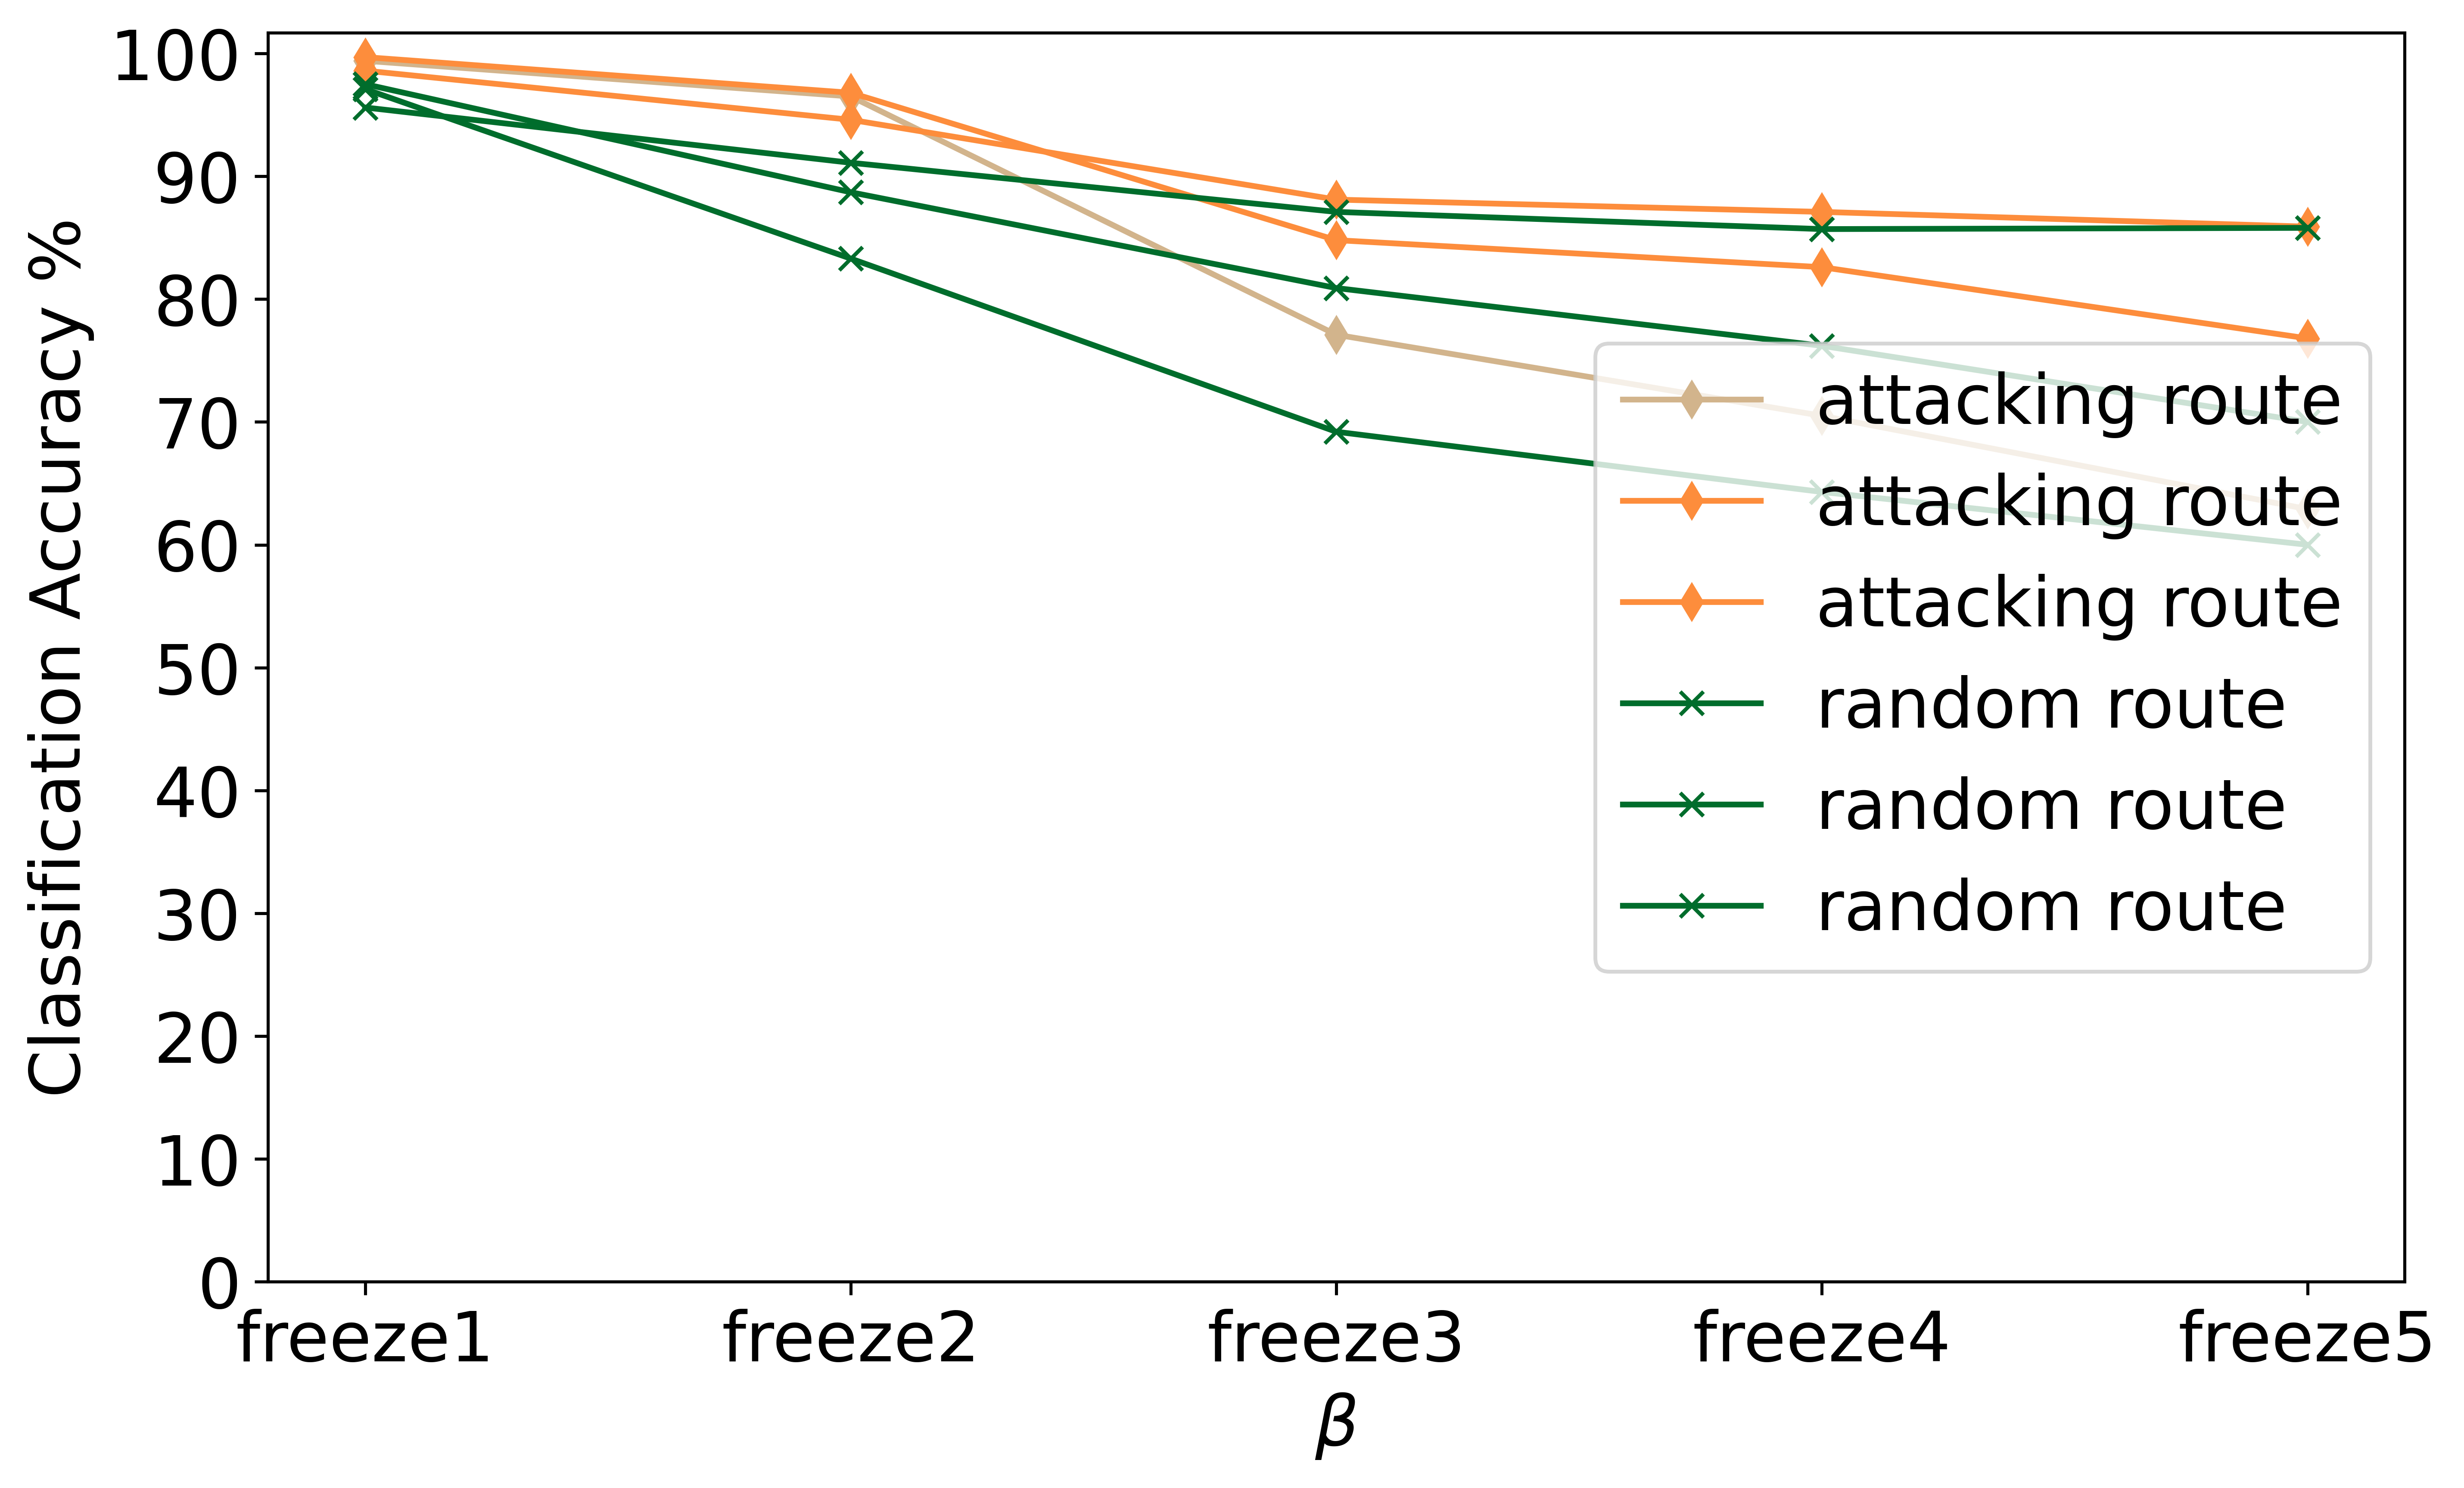 Classification Accuracy %
100
90
80
70
60
50
40
30
20
10
0
attacking route
attacking route
attacking route
random route
random route
random route
freeze1 freeze2 freeze3 freeze4 freeze5
β